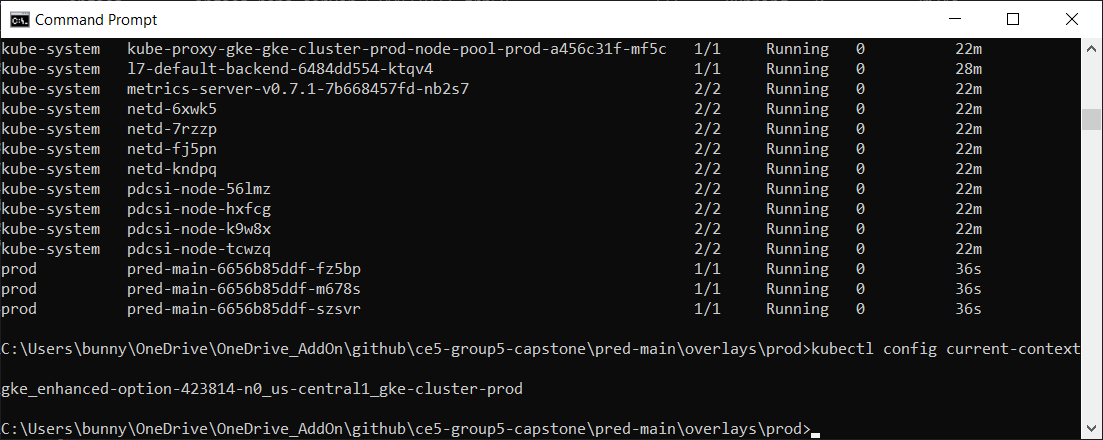 Command Prompt
kube-system kube-proxy-gke-gke-cluster-prod-node-pool-prod-a456c31f-mf5c 1/1 Running 0 22m
kube-system l7-default-backend-6484dd554-ktqv4 1/1 Running 0 28m
kube-system metrics-server-v0.7.1-7b668457fd-nb2s7 2/2 Running 0 22m
kube-system netd-6xwk5 2/2 Running 0 22m
kube-system netd-7rzzp 2/2 Running 0 22m
kube-system netd-fj5pn 2/2 Running 0 22m
kube-system netd-kndpq 2/2 Running 0 22m
kube-system pdcsi-node-56lmz 2/2 Running 0 22m
kube-system pdcsi-node-hxfcg 2/2 Running 0 22m
kube-system pdcsi-node-k9w8x 2/2 Running 0 22m
kube-system pdcsi-node-tcwzq 2/2 Running 0 22m
prod pred-main-6656b85ddf-fz5bp 1/1 Running 0 36s
prod pred-main-6656b85ddf-m678s 1/1 Running 0 36s
prod pred-main-6656b85ddf-szsvr 1/1 Running 0 36s
C:\Users\bunny\OneDrive\OneDrive_AddOn\github\ce5-group5-capstone\pred-main\overlays\prod>kubectl config current-context
gke_enhanced-option-423814-n0_us-central1_gke-cluster-prod
C:\Users\bunny\OneDrive\OneDrive_AddOn\github\ce5-group5-capstone\pred-main\overlays\prod>